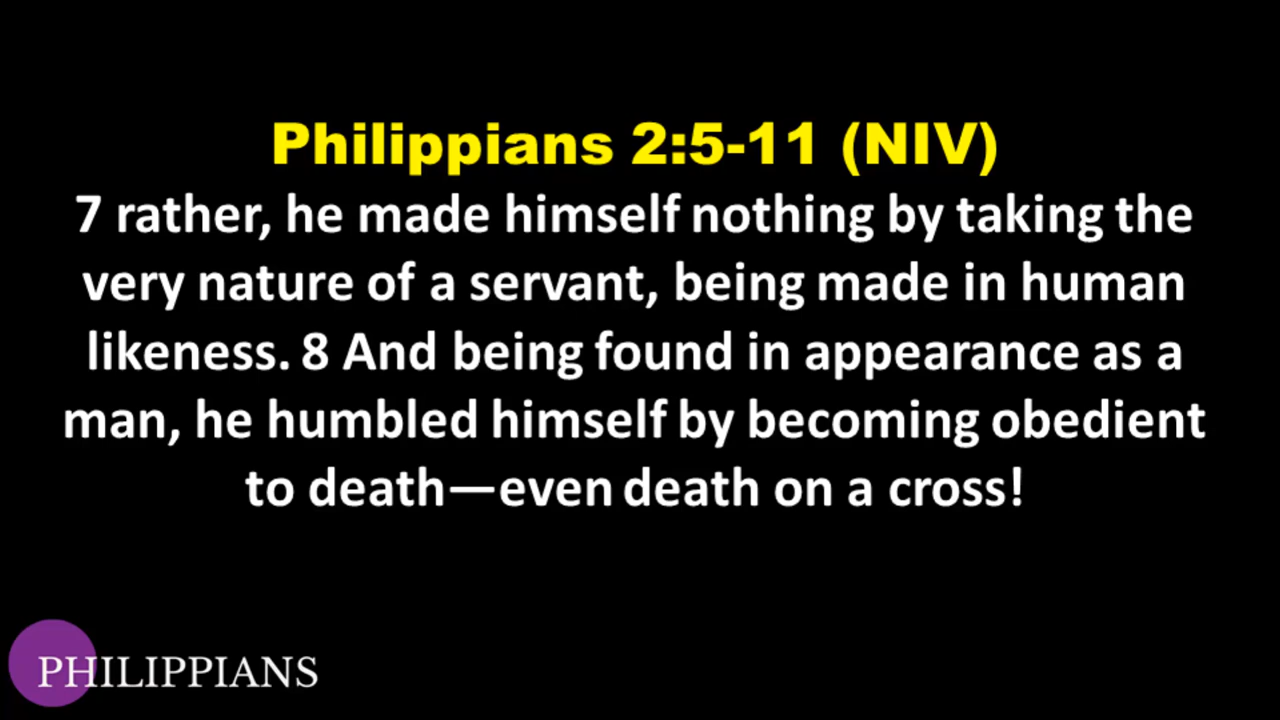 Philippians 2:5-11 (NIV)
7 rather, he made himself nothing by taking the
very nature of a servant, being made in human
likeness. 8 And being found in appearance as a
man, he humbled himself by becoming obedient
to death—even death on a cross!
PHILIPPIANS